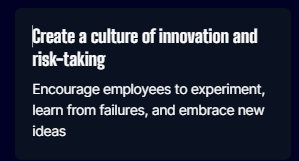 Create a culture of innovation and
risk-taking
Encourage employees to experiment,
learn from failures, and embrace new
ideas